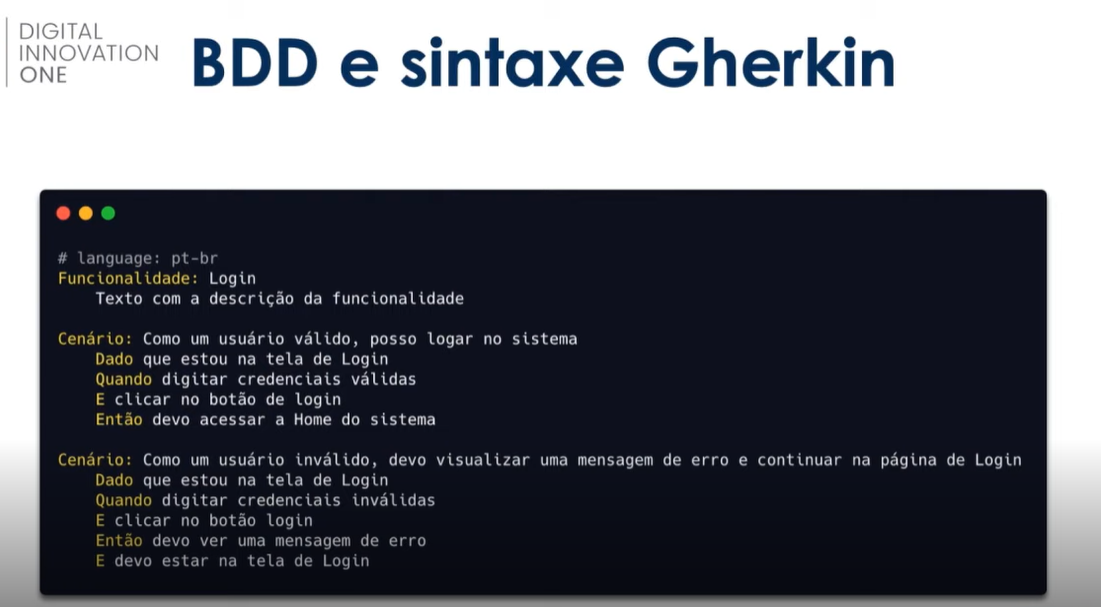 DIGITAL
INNOVATION
ONE
BDD e sintaxe Gherkin
# language: pt-br
Funcionalidade: Login
Texto com a descrição da funcionalidade
Cenário: Como um usuário válido, posso logar no sistema
Dado que estou na tela de Login
Quando digitar credenciais válidas
E clicar no botão de login
Então devo acessar a Home do sistema
Cenário: Como um usuário inválido, devo visualizar uma mensagem de erro e continuar na página de Login
Dado que estou na tela de Login
Quando digitar credenciais inválidas
E clicar no botão login
Então devo ver uma mensagem de erro
E devo estar na tela de Login